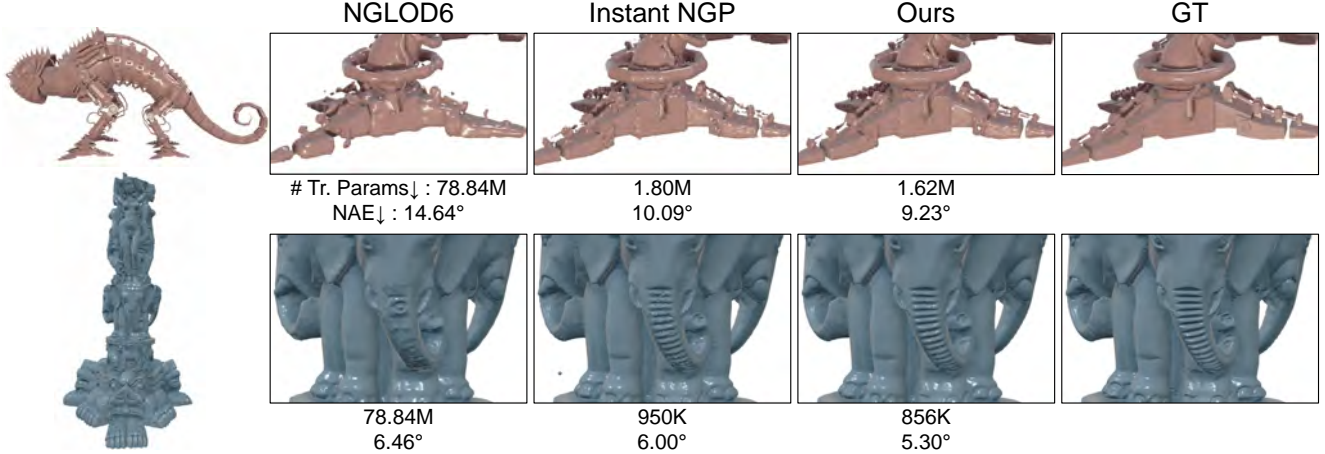 NGLOD6 Instant NGP Ours GT
# Tr. Params↓ : 78.84M 1.80M 1.62M
NAE↓ : 14.64° 10.09° 9.23°
78.84M 950K 856K
6.46° 6.00° 5.30°